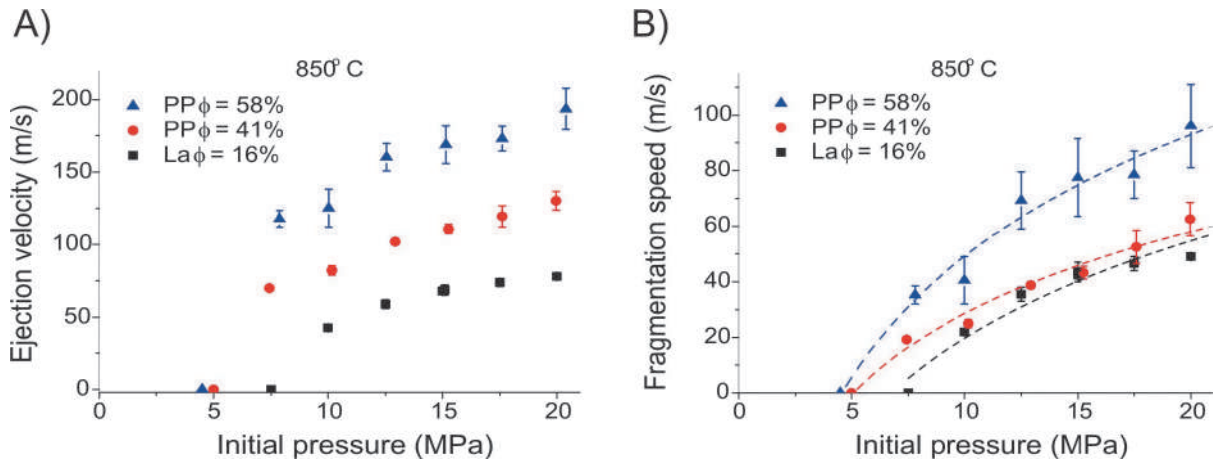 A)
850° C
PPϕ = 58%
PPϕ = 41%
Laϕ = 16%
Ejection velocity (m/s)
200
150
100
50
0
0 5 10 15 20
Initial pressure (MPa)
B)
850° C
PPϕ = 58%
PPϕ = 41%
Laϕ = 16%
Fragmentation speed (m/s)
100
80
60
40
20
0
0 5 10 15 20
Initial pressure (MPa)